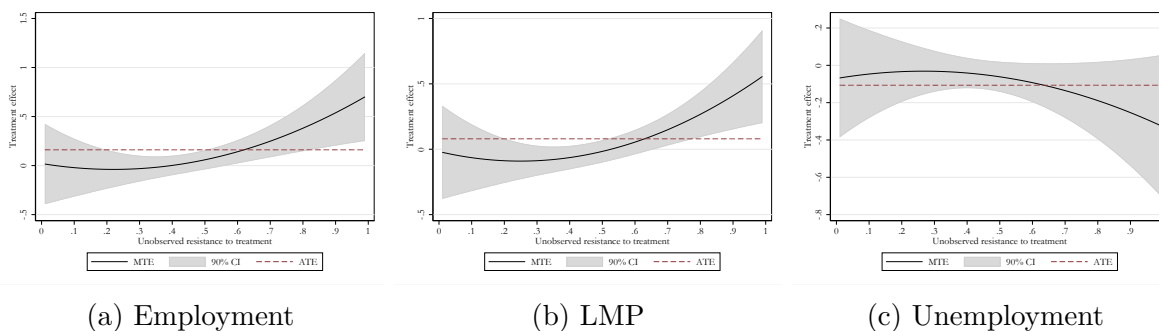 1.5
1
.5
0
-.5
Treatment effect
0 .1 .2 .3 .4 .5 .6 .7 .8 .9 1
Unobserved resistance to treatment
MTE 90% CI ATE
(a) Employment
1
.5
0
-.5
Treatment effect
0 .1 .2 .3 .4 .5 .6 .7 .8 .9 1
Unobserved resistance to treatment
MTE 90% CI ATE
(b) LMP
.2
0
-.2
-.4
-.6
-.8
Treatment effect
0 .1 .2 .3 .4 .5 .6 .7 .8 .9
Unobserved resistance to treatment
MTE 90% CI ATE
(c) Unemployment